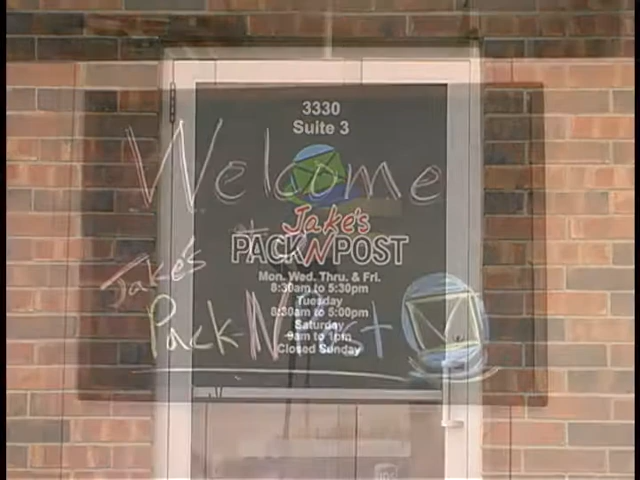 3330
Suite 3
Welcome
at
Jake's
PACK N POST
Mon. Wed. Thru. & Fri.
8:30am to 5:30pm
Tuesday
8:30am to 5:00pm
Saturday
9am to 1pm
Closed Sunday
Jake's
Pack-N-Post